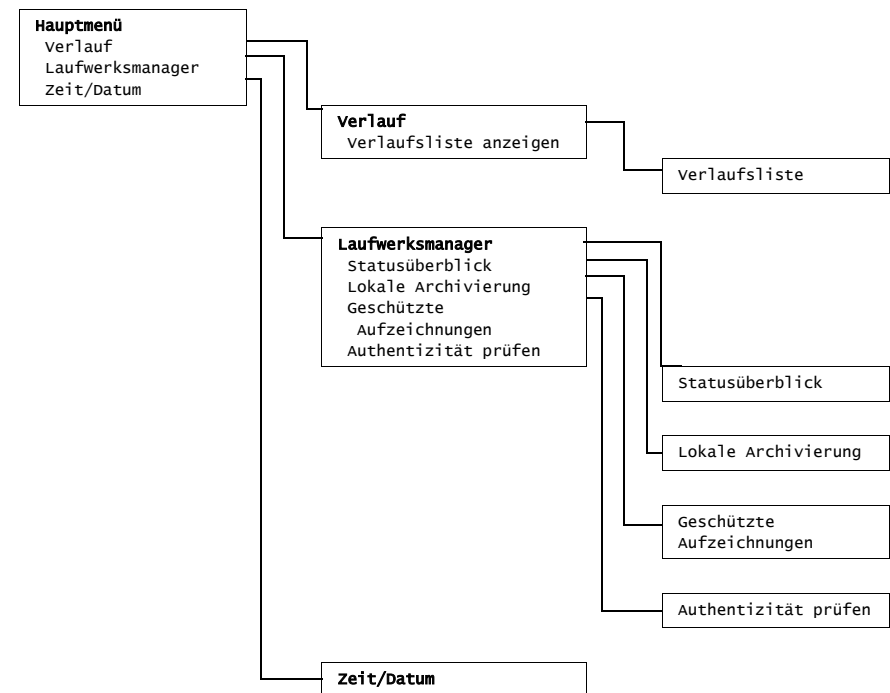 Hauptmenü
Verlauf
Laufwerksmanager
Zeit/Datum
Verlauf
Verlaufsliste anzeigen
Verlaufsliste
Laufwerksmanager
Statusüberblick
Lokale Archivierung
Geschützte
Aufzeichnungen
Authentizität prüfen
Statusüberblick
Lokale Archivierung
Geschützte
Aufzeichnungen
Authentizität prüfen
Zeit/Datum